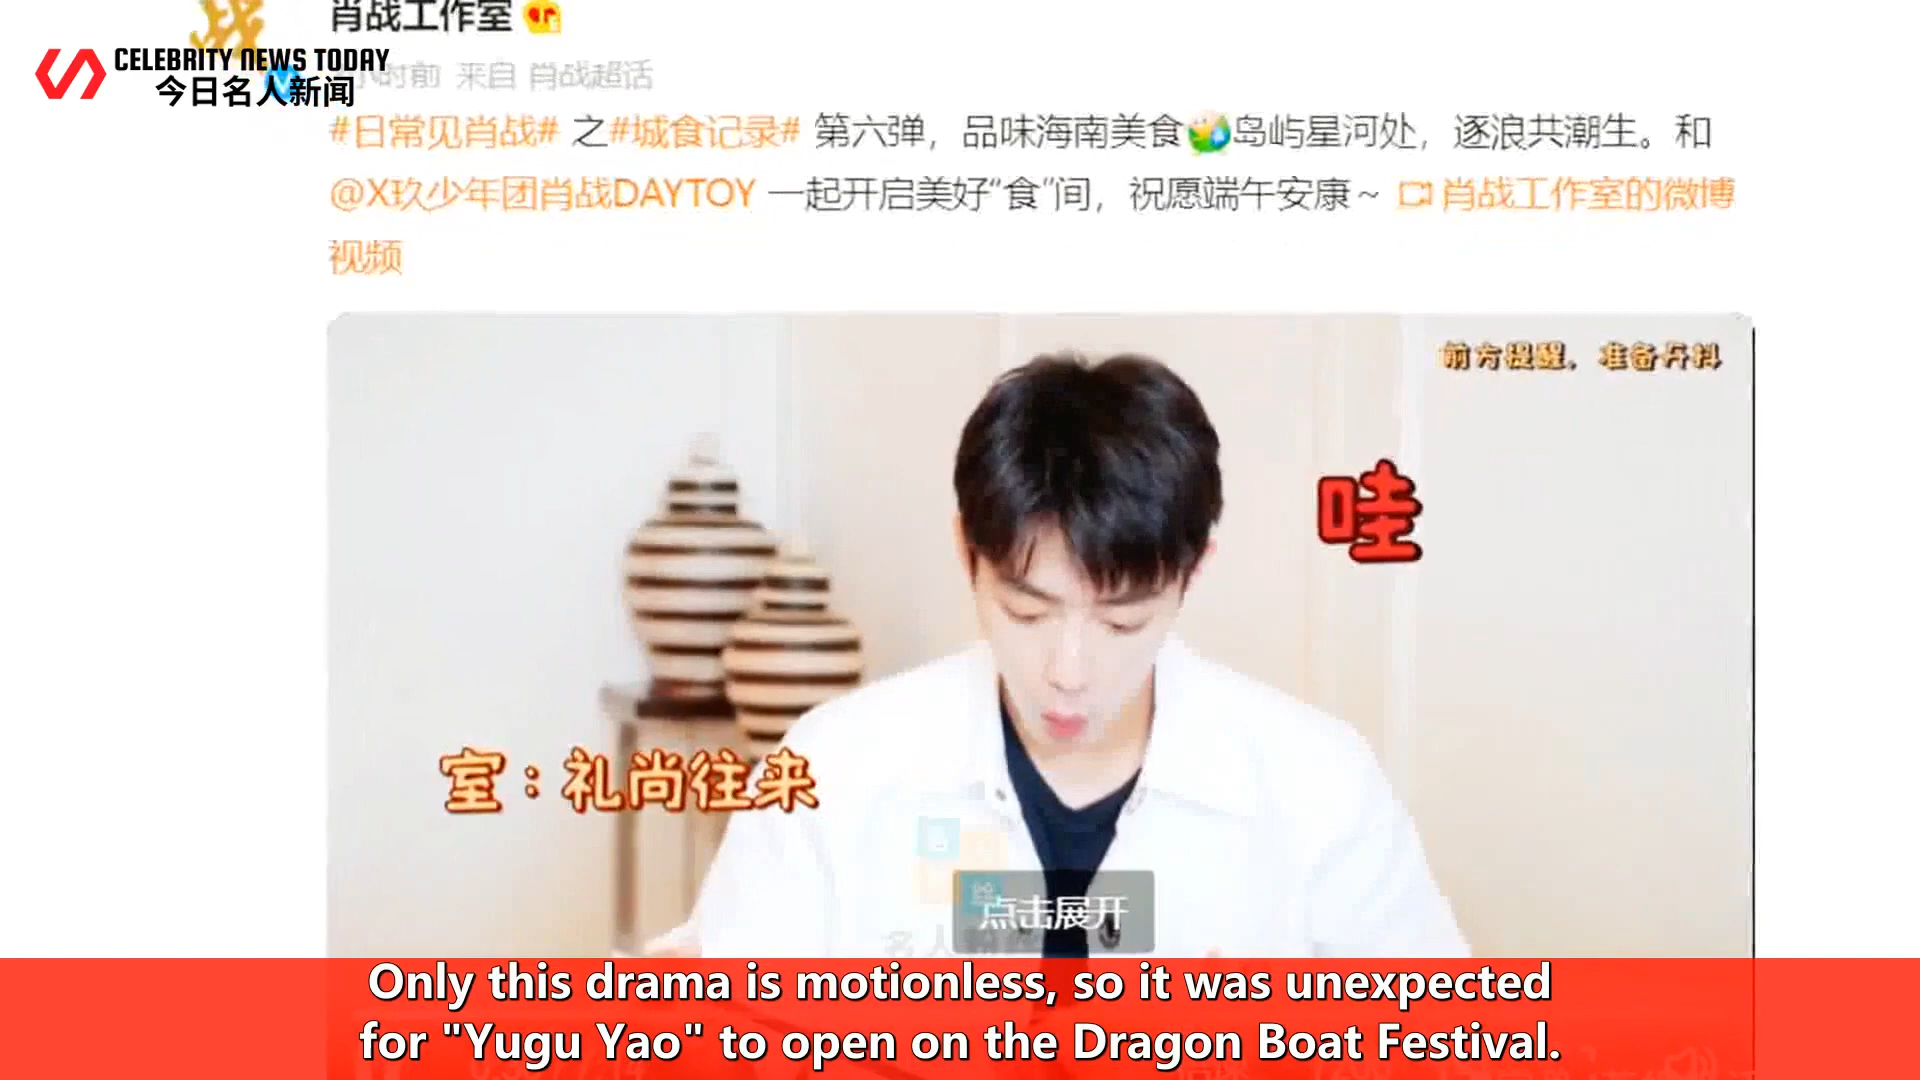 肖战工作室
CELEBRITY NEWS TODAY
今日名人新闻
小时前 来自 肖战超话
#日常见肖战# 之#城食记录# 第六弹，品味海南美食岛屿星河处，逐浪共潮生。和
@X玖少年团肖战DAYTOY 一起开启美好“食”间，祝愿端午安康~ 肖战工作室的微博
视频
前方提醒，准备开抖
哇
室：礼尚往来
点击展开
Only this drama is motionless, so it was unexpected
for "Yugu Yao" to open on the Dragon Boat Festival.